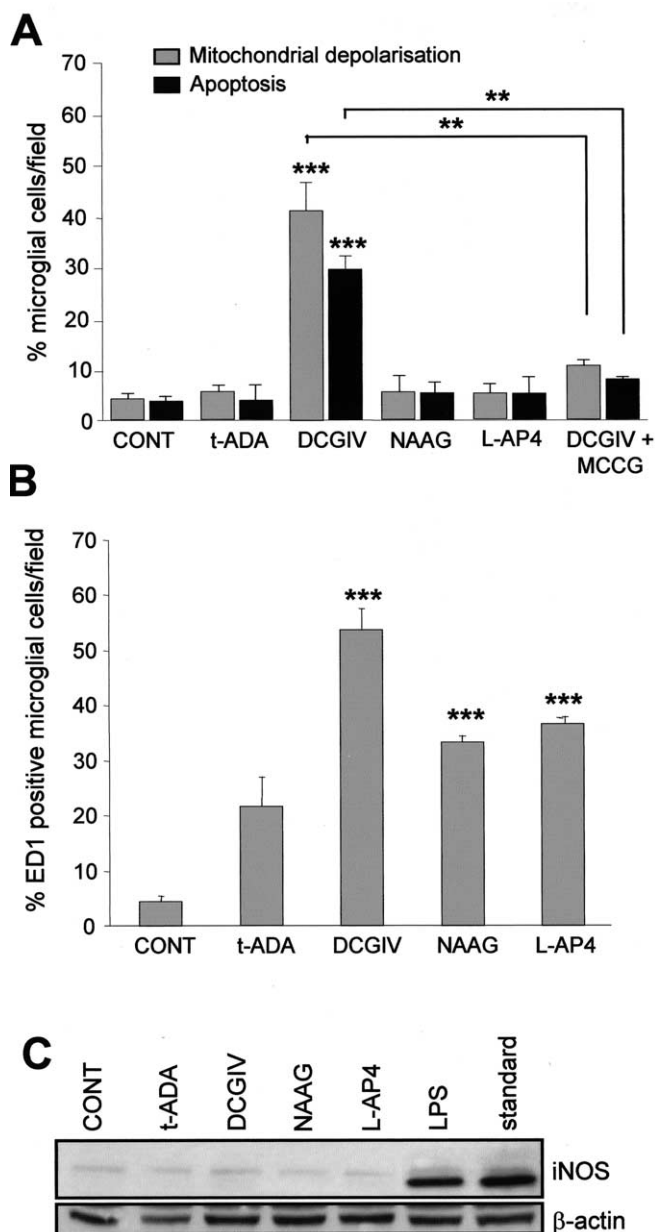 A
Mitochondrial depolarisation
Apoptosis
% microglial cells/field
70
60
50
40
30
20
10
0
**
**
***
***
CONT t-ADA DCGIV NAAG L-AP4 DCGIV + MCCG
B
% ED1 positive microglial cells/field
70
60
50
40
30
20
10
0
***
***
***
CONT t-ADA DCGIV NAAG L-AP4
C
CONT t-ADA DCGIV NAAG L-AP4 LPS standard
iNOS
β-actin